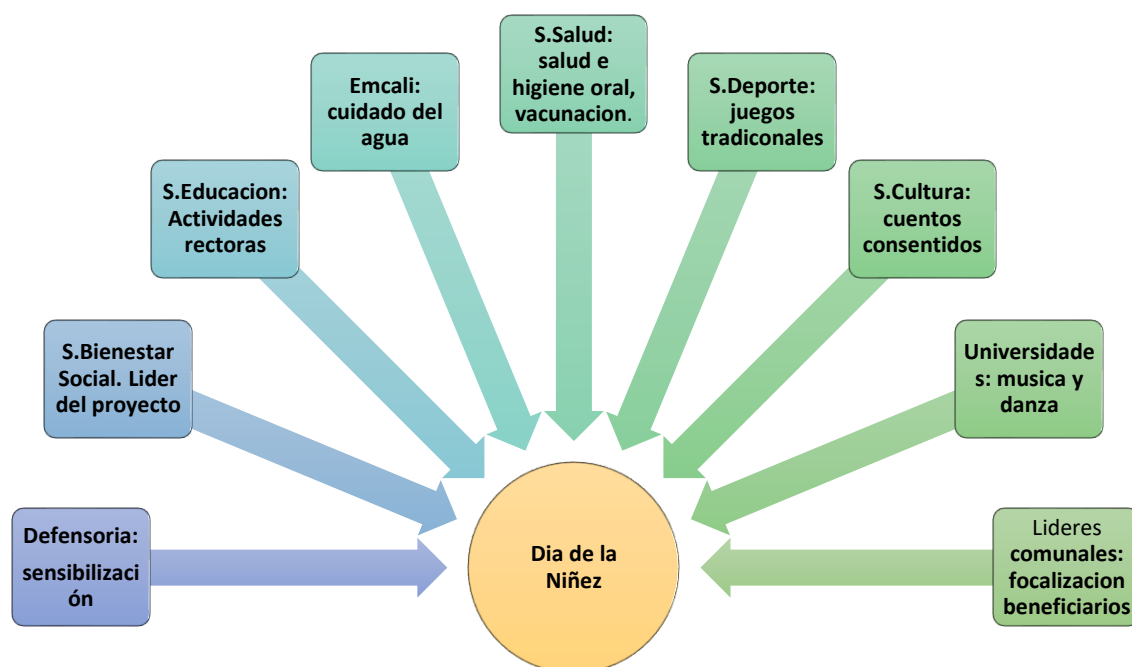 S.Salud:
salud e
higiene oral,
vacunacion.
Emcali:
cuidado del
agua
S.Deporte:
juegos
tradiconales
S.Educacion:
Actividades
rectoras
S.Cultura:
cuentos
consentidos
S.Bienestar
Social. Lider
del proyecto
Universidade
s: musica y
danza
Defensoria:
sensibilizaci
ón
Dia de la
Niñez
Lideres
comunales:
focalizacion
beneficiarios